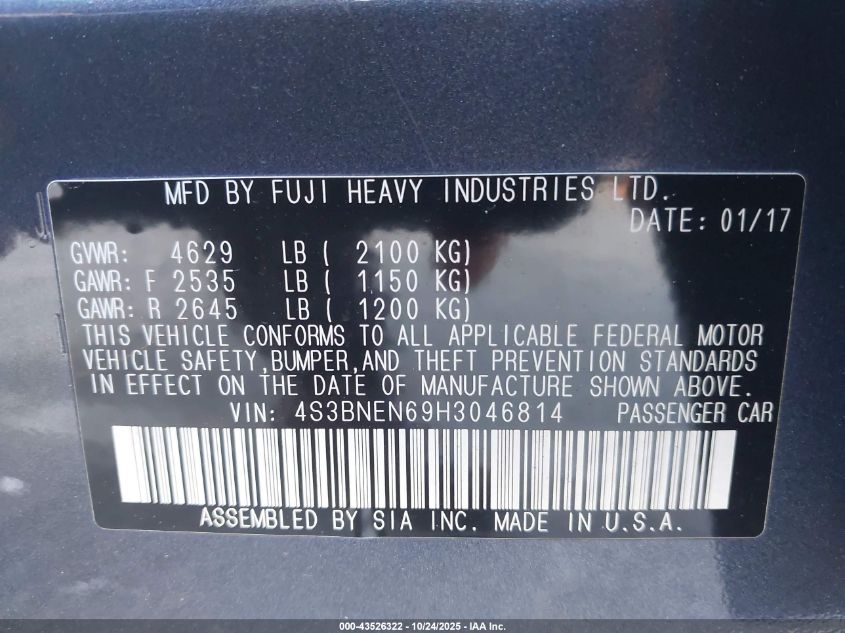 MFD BY FUJI HEAVY INDUSTRIES LTD.
DATE: 01/17
GVWR: 4629 LB ( 2100 KG)
GAWR: F 2535 LB ( 1150 KG)
GAWR: R 2645 LB ( 1200 KG)
THIS VEHICLE CONFORMS TO ALL APPLICABLE FEDERAL MOTOR
VEHICLE SAFETY,BUMPER,AND THEFT PREVENTION STANDARDS
IN EFFECT ON THE DATE OF MANUFACTURE SHOWN ABOVE.
VIN: 4S3BNEN69H3046814 PASSENGER CAR
ASSEMBLED BY SIA INC. MADE IN U.S.A.
000-43526322 - 10/24/2025 - IAA Inc.